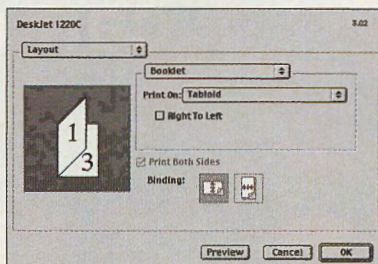 DeskJet 1220C 3.02
Layout
Booklet
Print On: Tabloid
Right To Left
1
3
Print Both Sides
Binding:
Preview Cancel OK